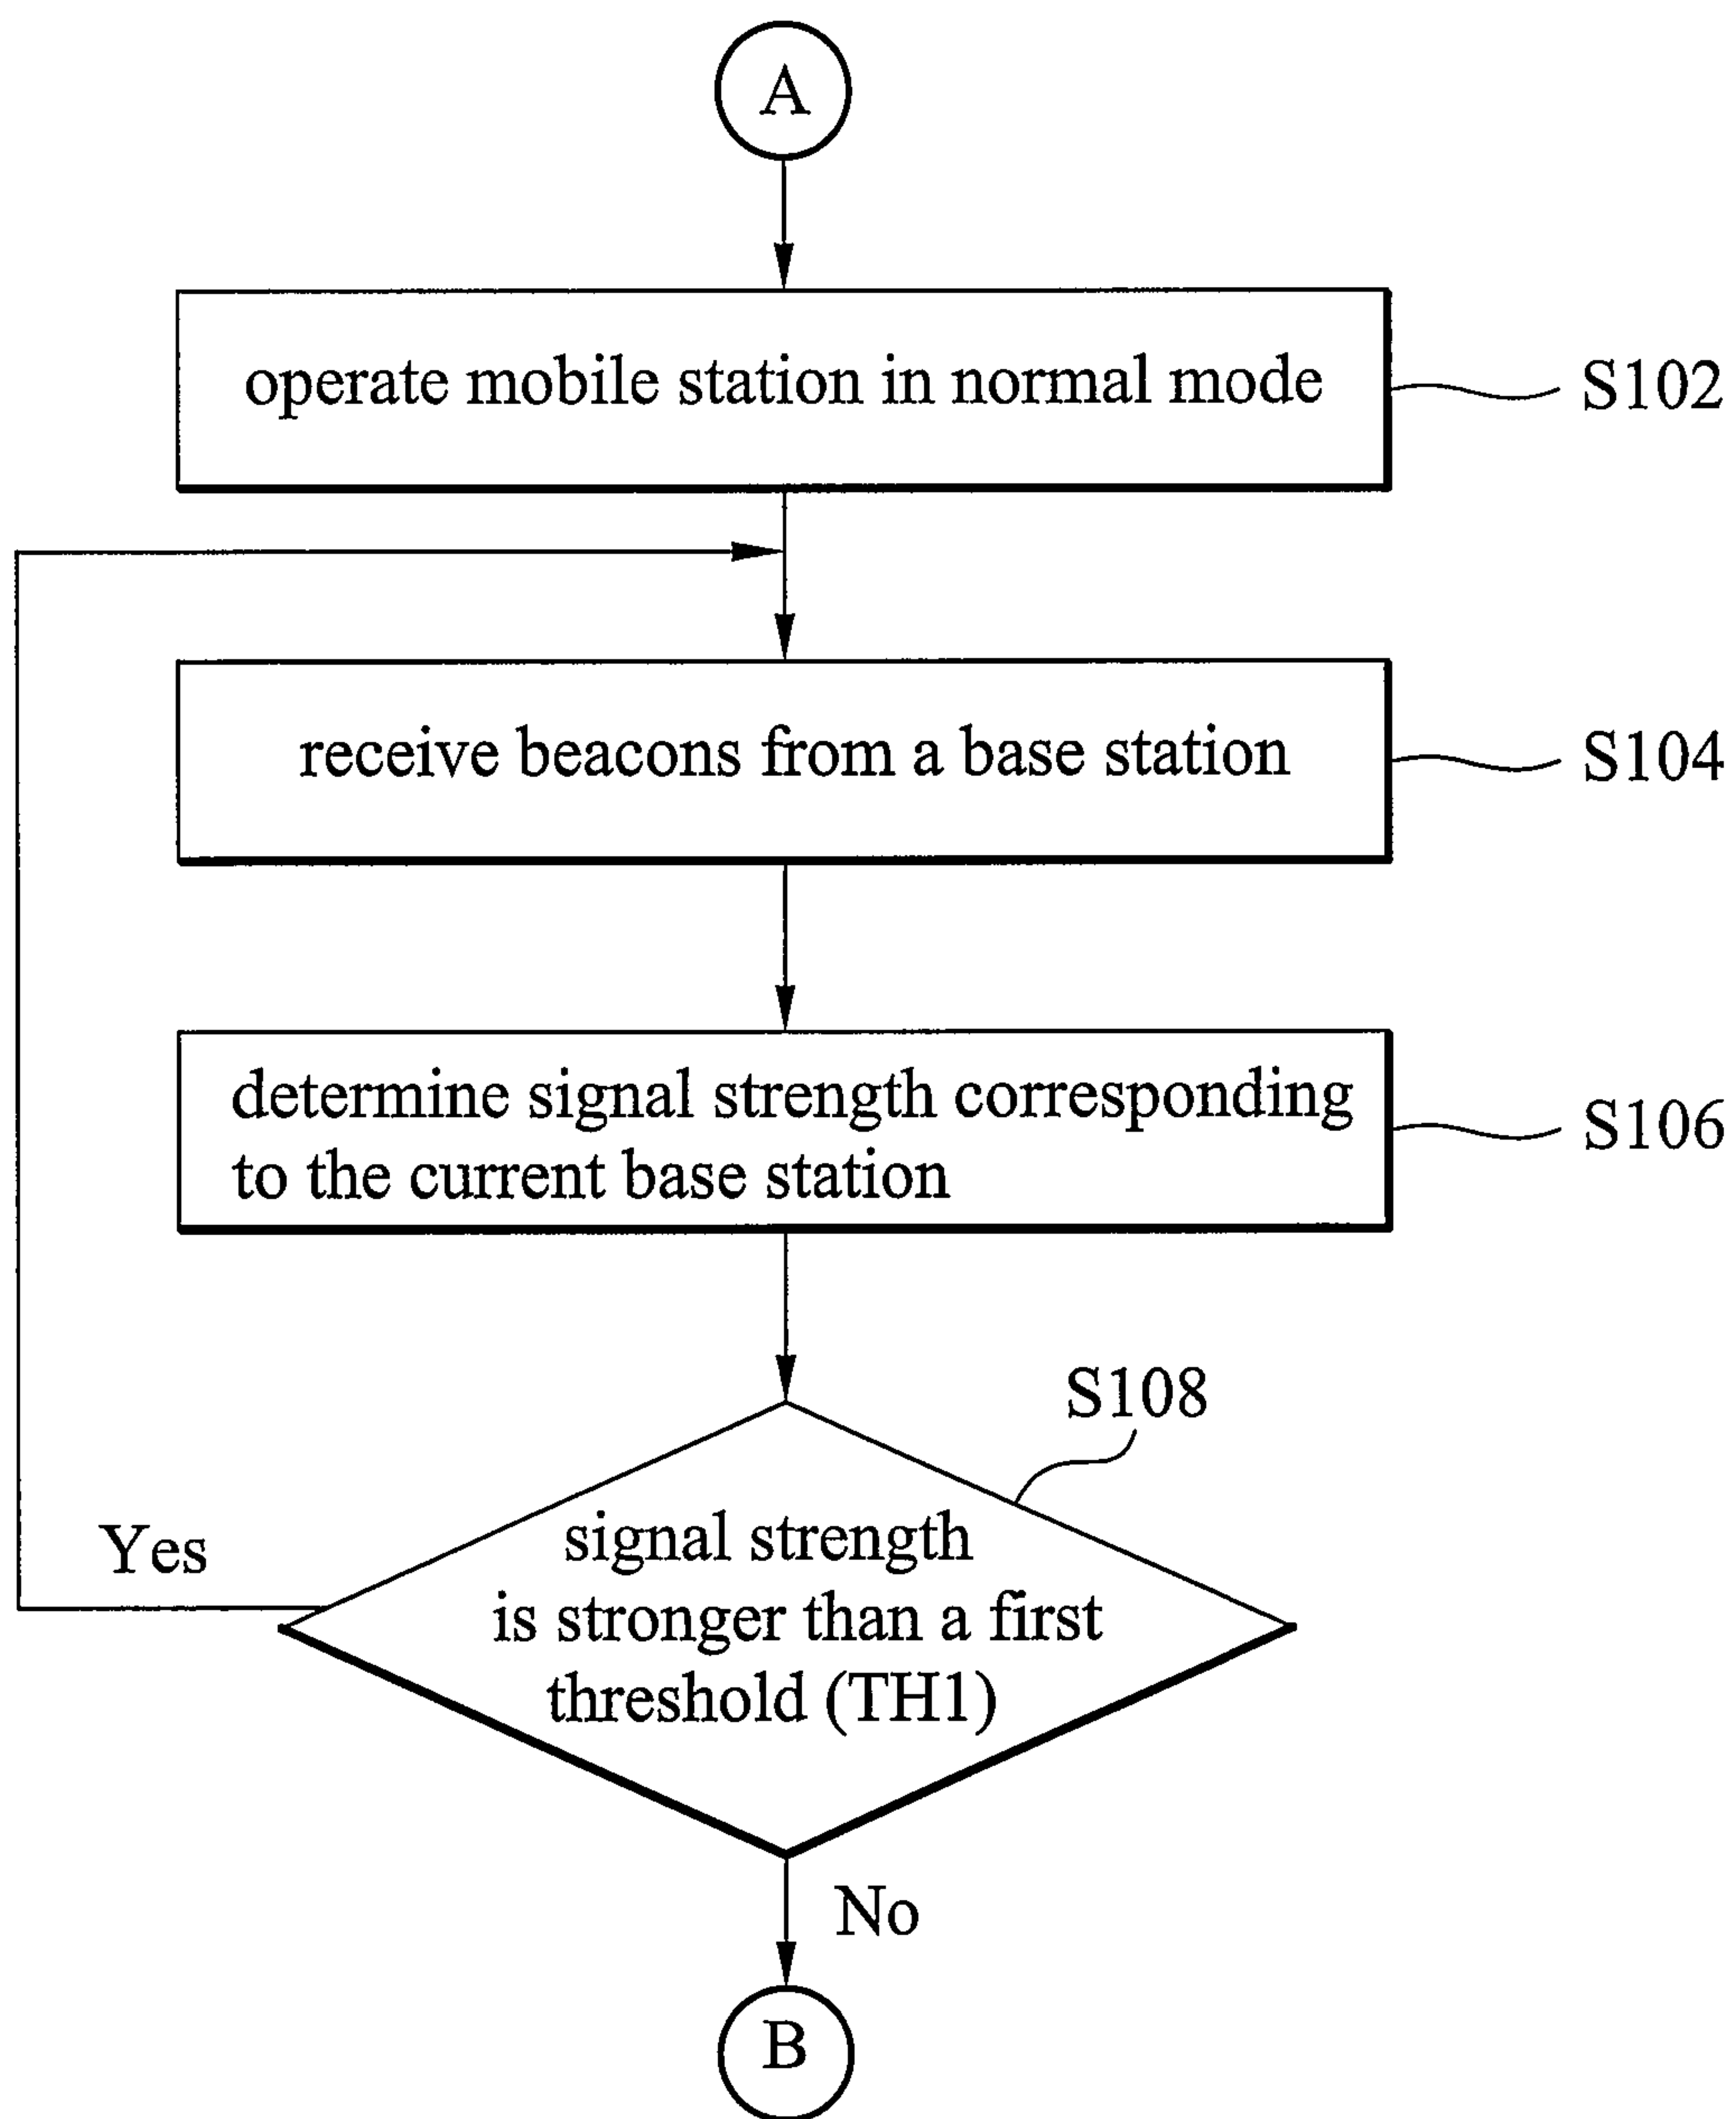 A
operate mobile station in normal mode
S102
receive beacons from a base station
S104
determine signal strength corresponding
to the current base station
S106
S108
signal strength
is stronger than a first
threshold (TH1)
Yes
No
B